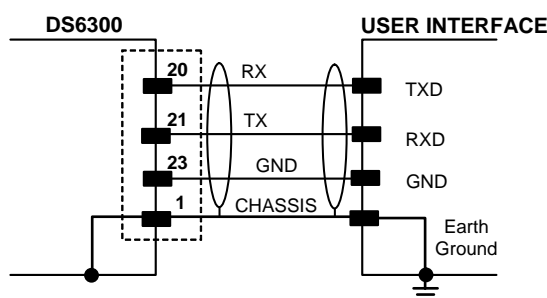 DS6300 USER INTERFACE
20 RX TXD
21 TX RXD
23 GND GND
1 CHASSIS
Earth
Ground